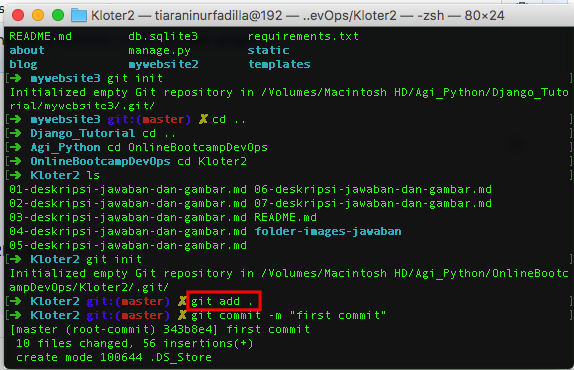 Kloter2 — tiaraninurfadilla@192 — ..evOps/Kloter2 — -zsh — 80×24
README.md       db.sqlite3      requirements.txt
about           manage.py       static
blog            mywebsite2      templates
[➜  mywebsite3 git init ]
Initialized empty Git repository in /Volumes/Macintosh HD/Agi_Python/Django_Tuto
rial/mywebsite3/.git/
[➜  mywebsite3 git:(master) ✗ cd .. ]
[➜  Django_Tutorial cd .. ]
[➜  Agi_Python cd OnlineBootcampDevOps ]
[➜  OnlineBootcampDevOps cd Kloter2 ]
[➜  Kloter2 ls ]
01-deskripsi-jawaban-dan-gambar.md 06-deskripsi-jawaban-dan-gambar.md
02-deskripsi-jawaban-dan-gambar.md 07-deskripsi-jawaban-dan-gambar.md
03-deskripsi-jawaban-dan-gambar.md README.md
04-deskripsi-jawaban-dan-gambar.md folder-images-jawaban
05-deskripsi-jawaban-dan-gambar.md
[➜  Kloter2 git init ]
Initialized empty Git repository in /Volumes/Macintosh HD/Agi_Python/OnlineBootc
ampDevOps/Kloter2/.git/
[➜  Kloter2 git:(master) ✗ git add . ]
[➜  Kloter2 git:(master) ✗ git commit -m "first commit" ]
[master (root-commit) 343b8e4] first commit
 10 files changed, 56 insertions(+)
 create mode 100644 .DS_Store